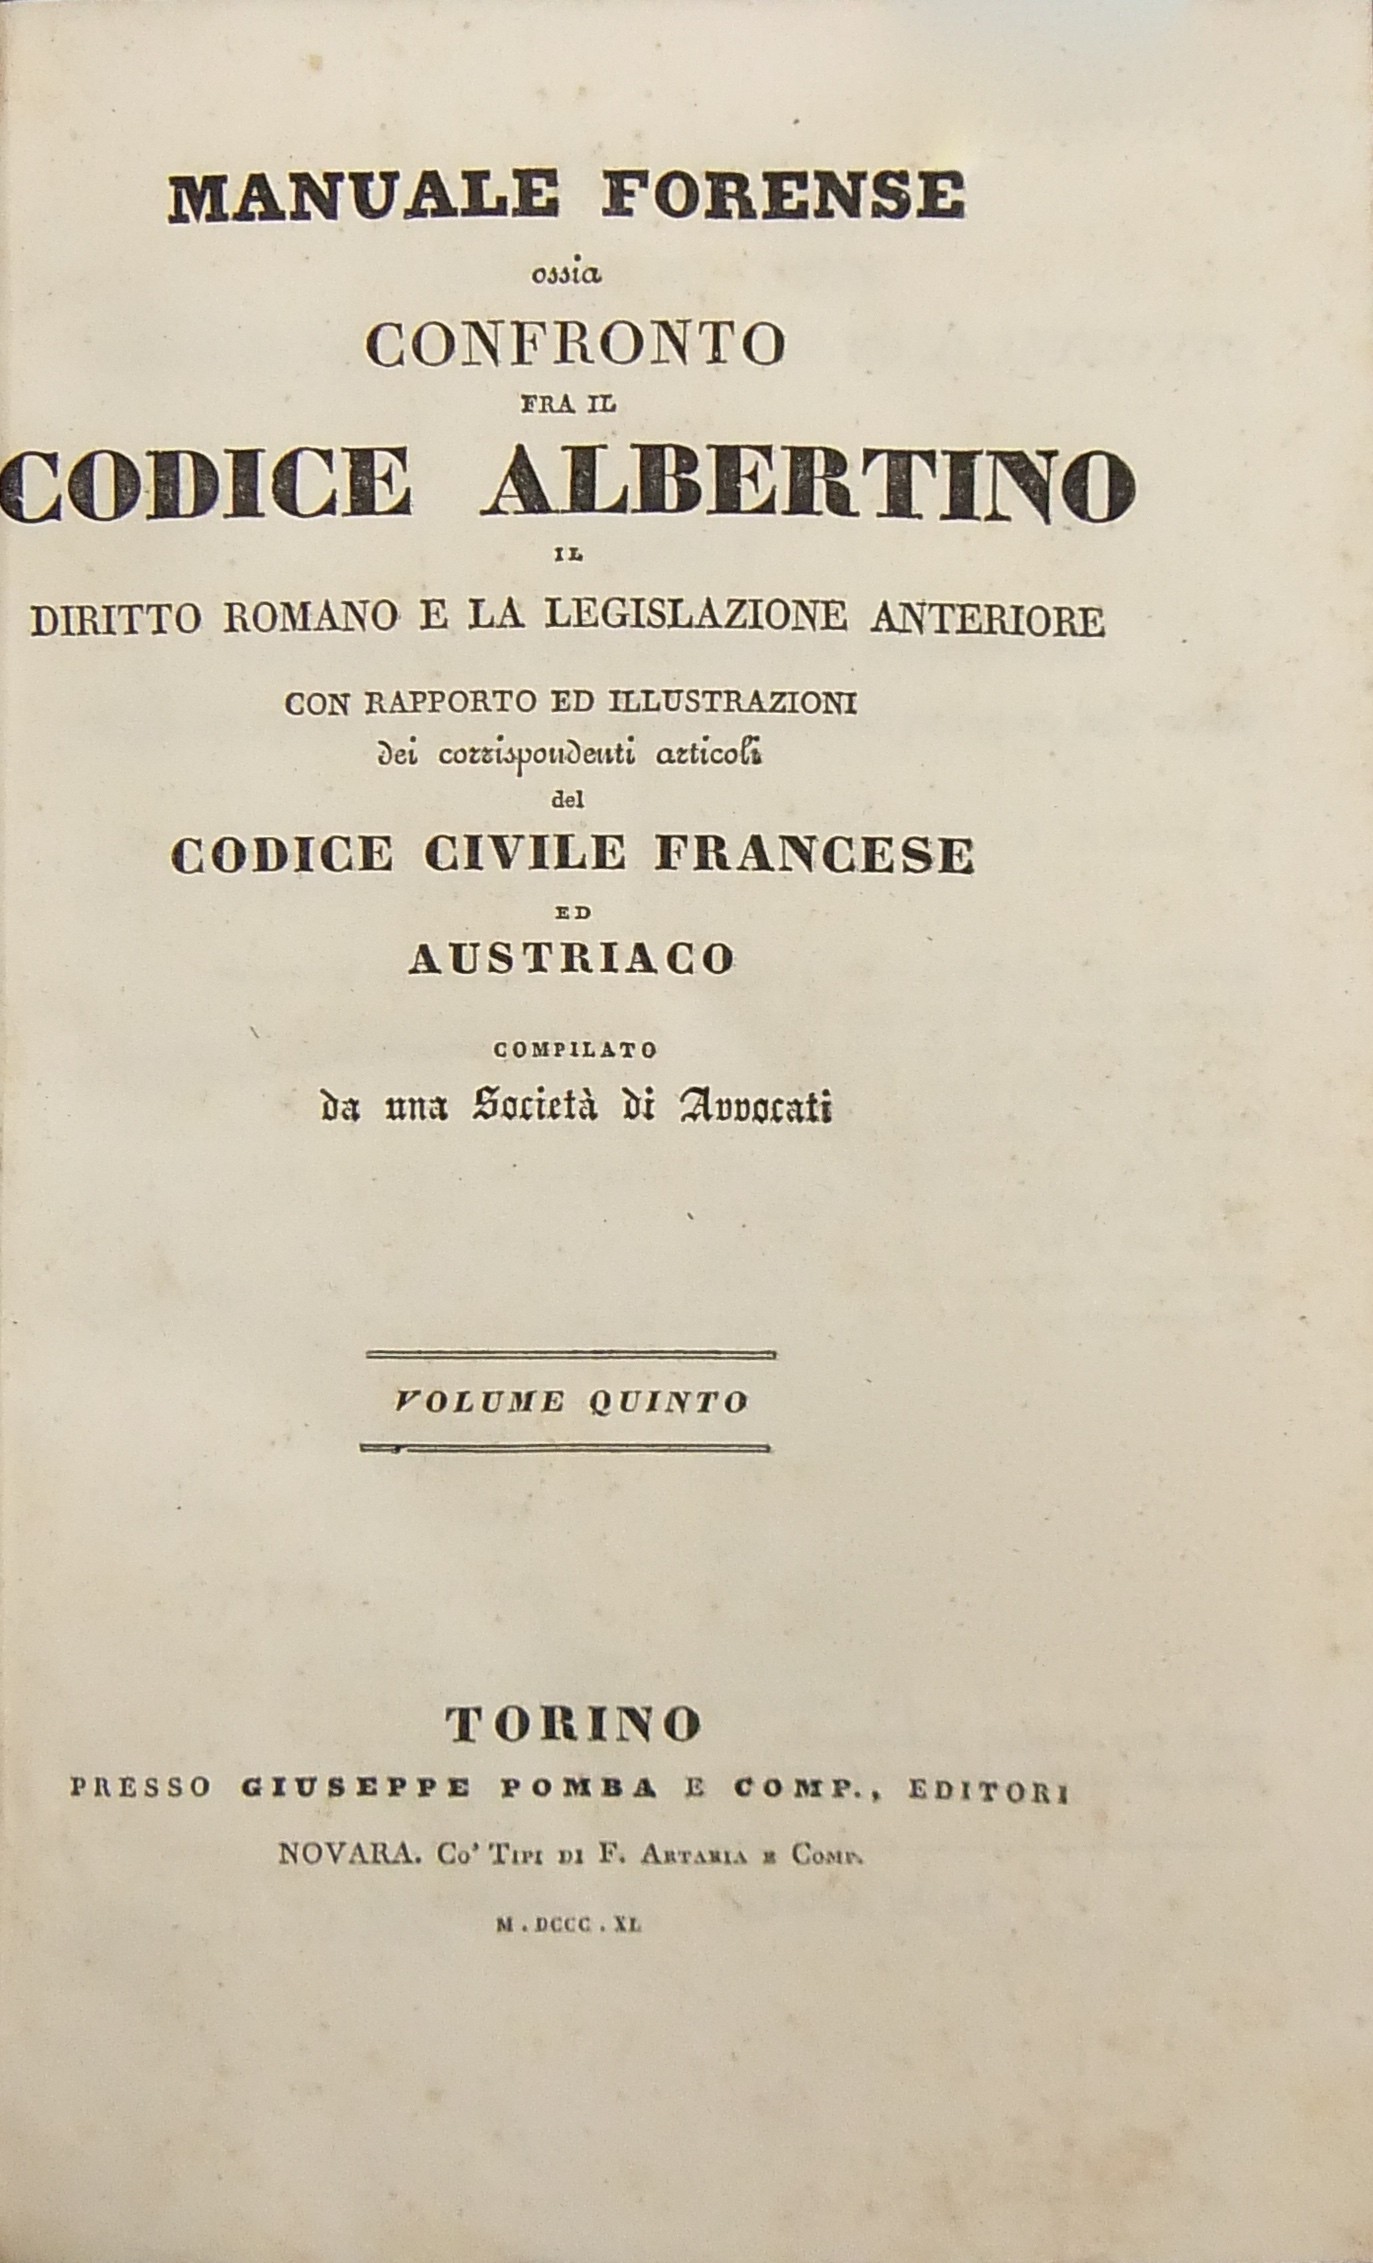 MANUALE FORENSE
ossia
CONFRONTO
FRA IL
CODICE ALBERTINO
IL
DIRITTO ROMANO E LA LEGISLAZIONE ANTERIORE
CON RAPPORTO ED ILLUSTRAZIONI
dei corrispondenti articoli
del
CODICE CIVILE FRANCESE
ED
AUSTRIACO
COMPILATO
da una Società di Avvocati
VOLUME QUINTO
TORINO
PRESSO GIUSEPPE POMBA E COMP., EDITORI
NOVARA. Co' Tipi di F. Artaria e Comp.
M. DCCC. XL